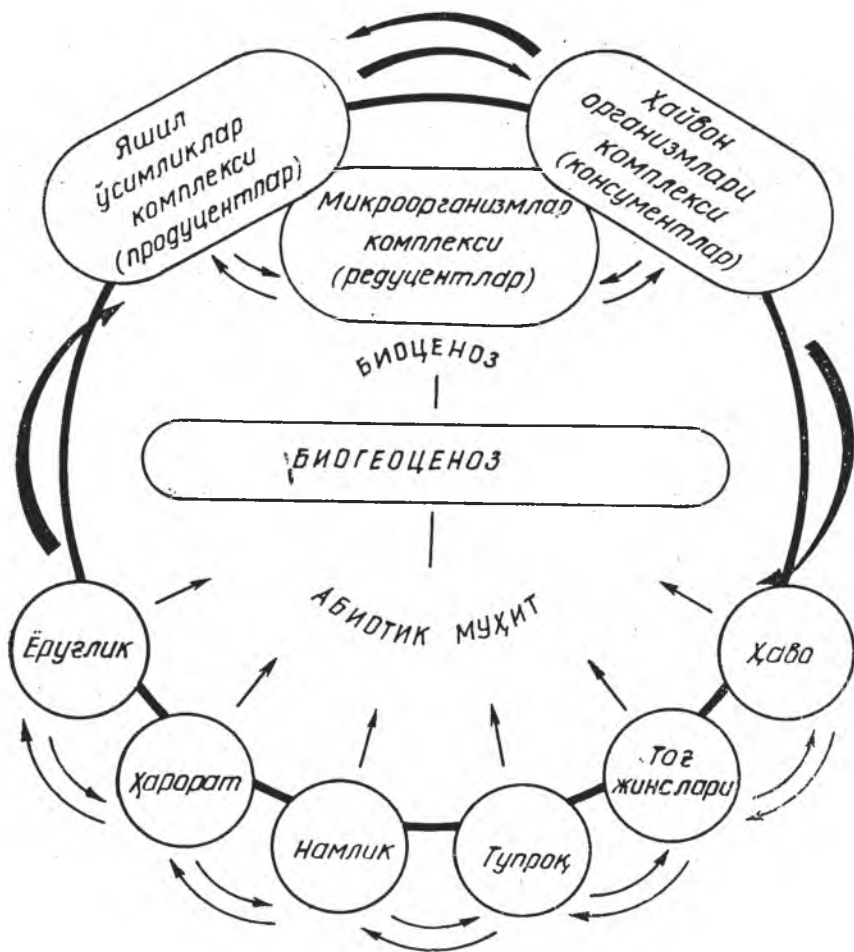 Яшил
ўсимликлар
комплекси
(продуцентлар)
Ҳайвон
организмлари
комплекси
(консументлар)
Микроорганизмлар
комплекси
(редуцентлар)
БИОЦЕНОЗ
БИОГЕОЦЕНОЗ
АБИОТИК МУҲИТ
Ёруғлик
Ҳаво
Ҳарорат
Тағ
жинслари
Намлик
Тупроқ